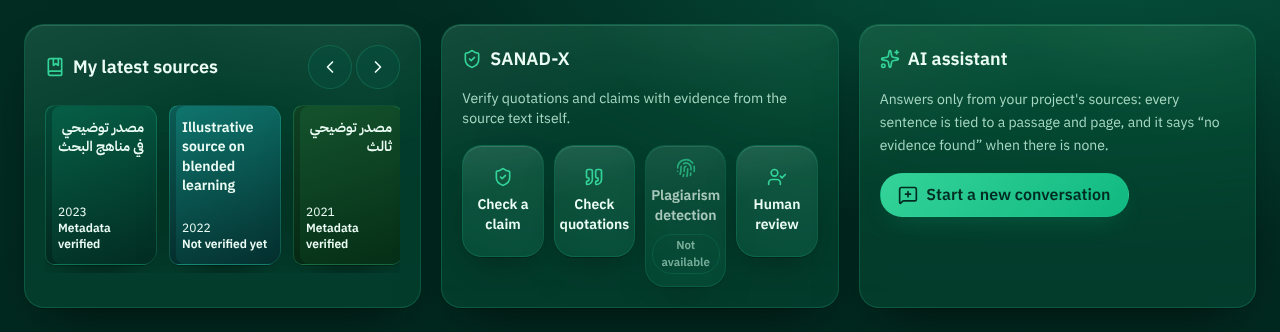 My latest sources
مصدر توضيحي
في مناهج البحث
2023
Metadata
verified
Illustrative
source on
blended
learning
2022
Not verified yet
مصدر توضيحي
ثالث
2021
Metadata
verified
SANAD-X
Verify quotations and claims with evidence from the
source text itself.
Check a
claim
Check
quotations
Plagiarism
detection
Not
available
Human
review
AI assistant
Answers only from your project's sources: every
sentence is tied to a passage and page, and it says “no
evidence found” when there is none.
Start a new conversation